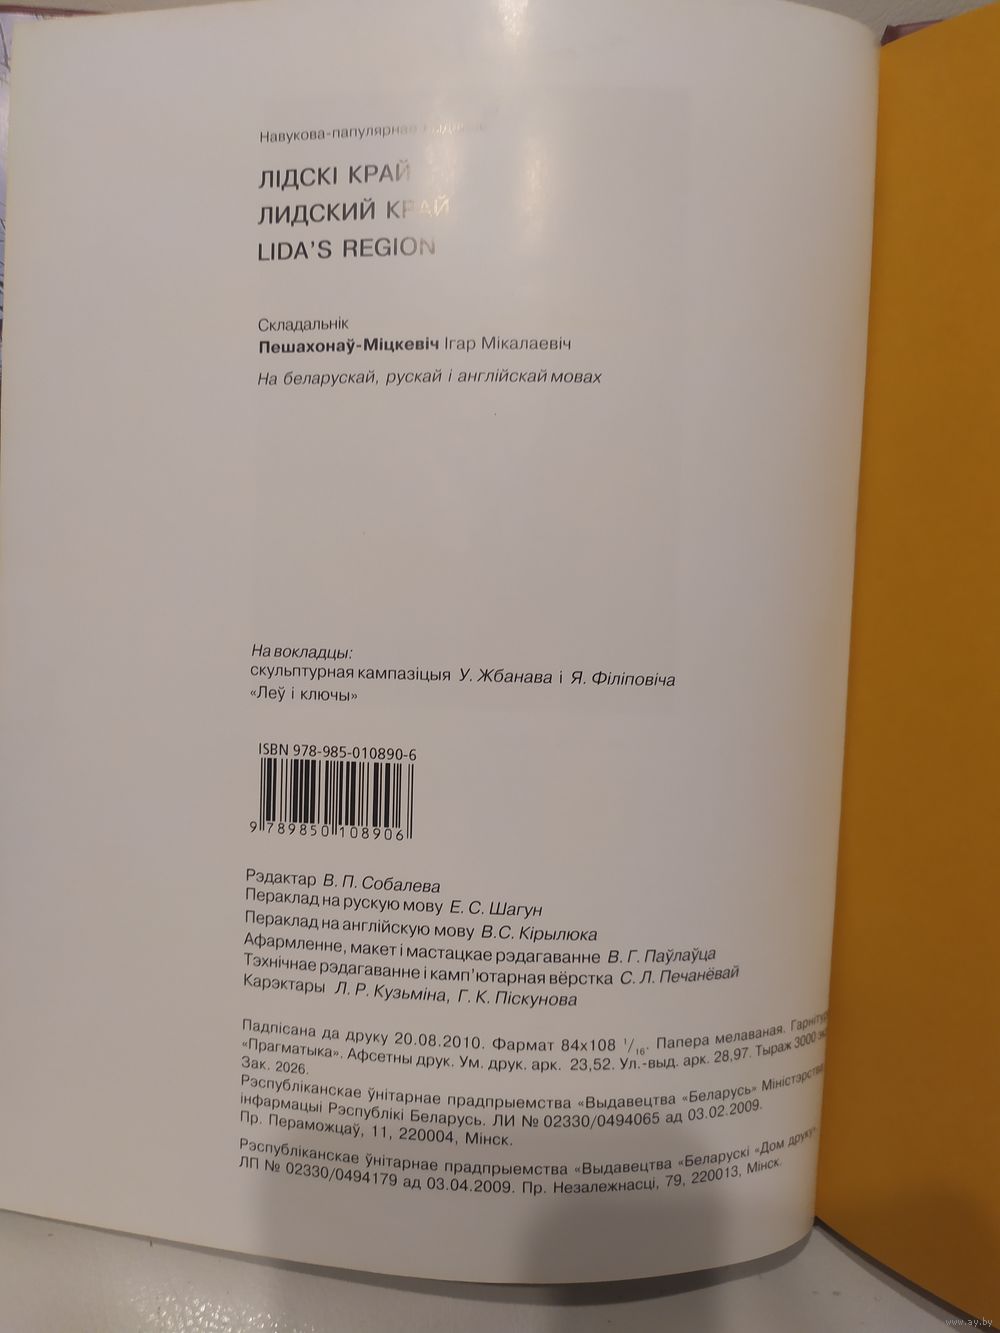 Навукова-папулярнае
ЛІДСКІ КРАЙ
ЛИДСКИЙ КРАЙ
LIDA'S REGION
Складальнік
Пешахонаў-Міцкевіч Ігар Мікалаевіч
На беларускай, рускай і англійскай мовах
На вокладцы:
скульптурная кампазіцыя У. Жбанава і Я. Філіповіча
«Леў і ключы»
ISBN 978-985-010890-6
9 789850 108906
Рэдактар В. П. Собалева
Пераклад на рускую мову Е. С. Шагун
Пераклад на англійскую мову В.С. Кірылюка
Афармленне, макет і мастацкае рэдагаванне В. Г. Паўлаўца
Тэхнічнае рэдагаванне і камп'ютарная вёрстка С. Л. Печанёвай
Карэктары Л. Р. Кузьміна, Г. К. Піскунова
Падпісана да друку 20.08.2010. Фармат 84х108 1/16. Папера мелаваная.
«Прагматыка». Афсетны друк. Ум. друк. арк. 23,52. Ул.-выд. арк. 28,97. Тыраж 3000
Зак. 2026.
Рэспубліканскае ўнітарнае прадпрыемства «Выдавецтва «Беларусь» Міністэрства
інфармацыі Рэспублікі Беларусь. ЛИ № 02330/0494065 ад 03.02.2009.
Пр. Пераможцаў, 11, 220004, Мінск.
Рэспубліканскае ўнітарнае прадпрыемства «Выдавецтва «Беларускі «Дом друку».
ЛП № 02330/0494179 ад 03.04.2009. Пр. Незалежнасці, 79, 220013, Мінск.
www.ay.by